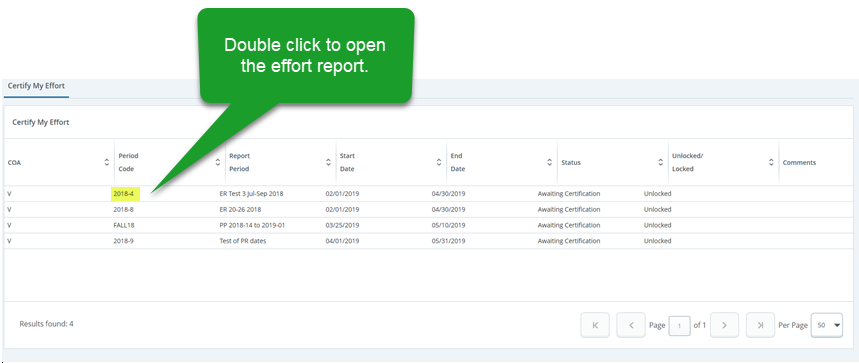 Double click to open
the effort report.
Certify My Effort
Certify My Effort
COA Period Code Report Period Start Date End Date Status Unlocked/ Locked Comments
V 2018-4 ER Test 3 Jul-Sep 2018 02/01/2019 04/30/2019 Awaiting Certification Unlocked
V 2018-8 ER 20-26 2018 02/01/2019 04/30/2019 Awaiting Certification Unlocked
V FALL18 PP 2018-14 to 2019-01 03/25/2019 05/10/2019 Awaiting Certification Unlocked
V 2018-9 Test of PR dates 04/01/2019 05/31/2019 Awaiting Certification Unlocked
Results found: 4 Page 1 of 1 Per Page 50